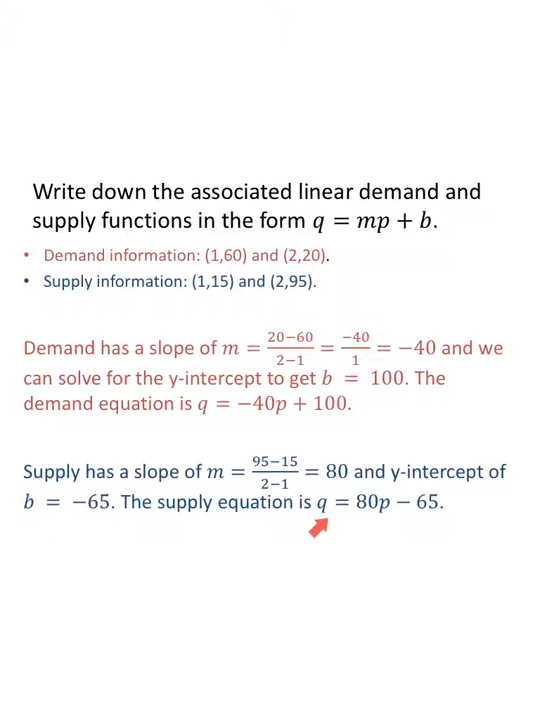 Write down the associated linear demand and
supply functions in the form q = mp + b.
• Demand information: (1,60) and (2,20).
• Supply information: (1,15) and (2,95).
Demand has a slope of m = \frac{20−60}{2−1} = \frac{−40}{1} = −40 and we
can solve for the y-intercept to get b = 100. The
demand equation is q = −40p + 100.
Supply has a slope of m = \frac{95−15}{2−1} = 80 and y-intercept of
b = −65. The supply equation is q = 80p − 65.